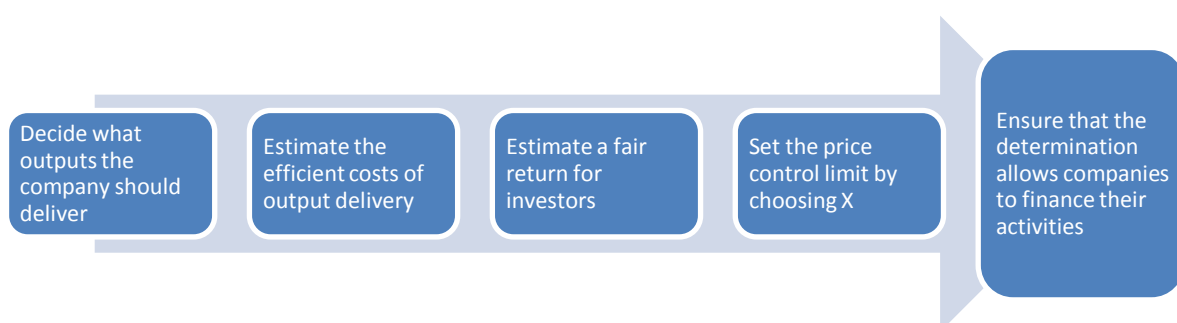 Decide what
outputs the
company should
deliver
Estimate the
efficient costs of
output delivery
Estimate a fair
return for
investors
Set the price
control limit by
choosing X
Ensure that the
determination
allows companies
to finance their
activities